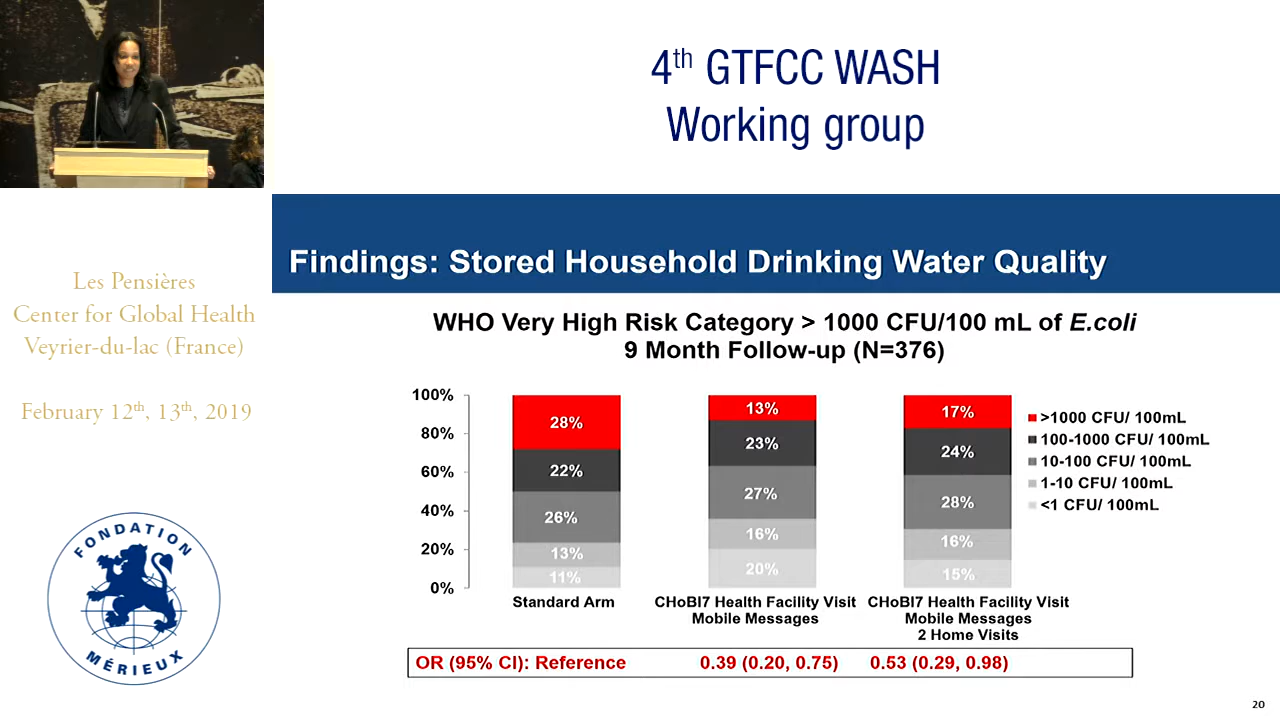 4th GTFCC WASH
Working group
Les Pensières
Center for Global Health
Veyrier-du-lac (France)
February 12th, 13th, 2019
FONDATION
MÉRIEUX
Findings: Stored Household Drinking Water Quality
WHO Very High Risk Category > 1000 CFU/100 mL of E.coli
9 Month Follow-up (N=376)
100%
80%
60%
40%
20%
0%
28%
22%
26%
13%
11%
13%
23%
27%
16%
20%
17%
24%
28%
16%
15%
>1000 CFU/ 100mL
100-1000 CFU/ 100mL
10-100 CFU/ 100mL
1-10 CFU/ 100mL
<1 CFU/ 100mL
Standard Arm
CHoBI7 Health Facility Visit
Mobile Messages
CHoBI7 Health Facility Visit
Mobile Messages
2 Home Visits
OR (95% CI): Reference 0.39 (0.20, 0.75) 0.53 (0.29, 0.98)
20